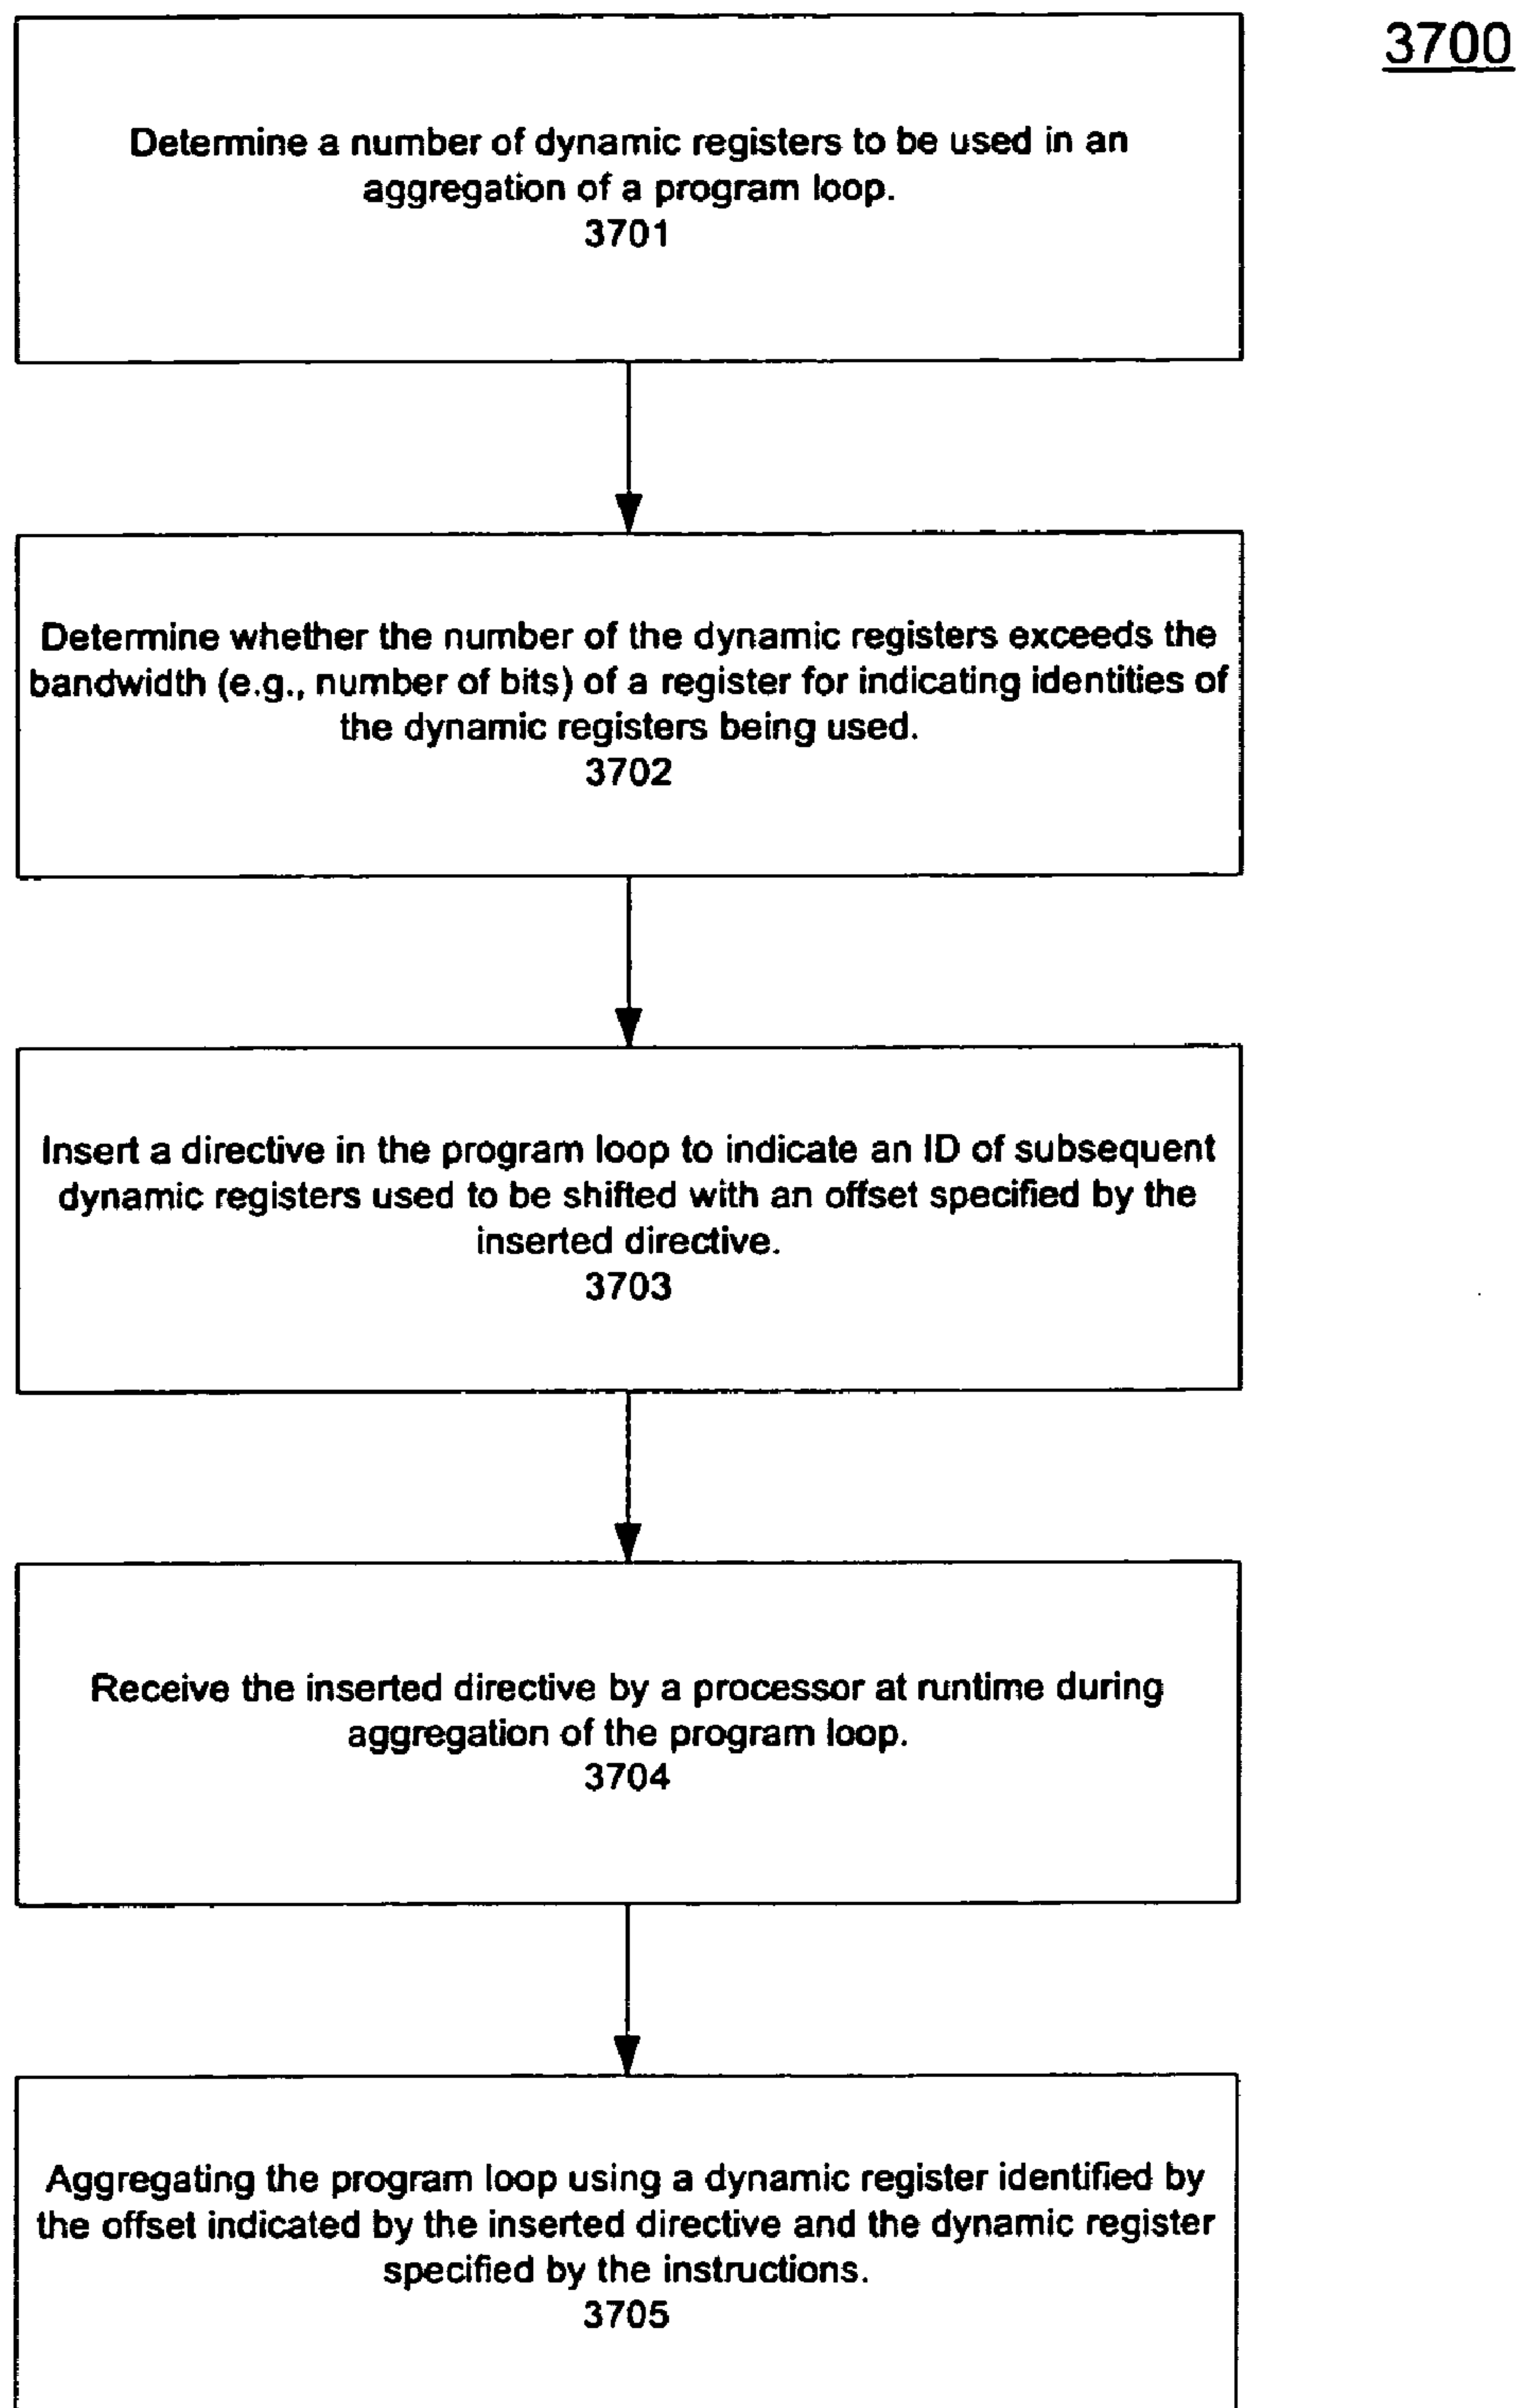 3700
Determine a number of dynamic registers to be used in an
aggregation of a program loop.
3701
Determine whether the number of the dynamic registers exceeds the
bandwidth (e.g., number of bits) of a register for indicating identities of
the dynamic registers being used.
3702
Insert a directive in the program loop to indicate an ID of subsequent
dynamic registers used to be shifted with an offset specified by the
inserted directive.
3703
Receive the inserted directive by a processor at runtime during
aggregation of the program loop.
3704
Aggregating the program loop using a dynamic register identified by
the offset indicated by the inserted directive and the dynamic register
specified by the instructions.
3705